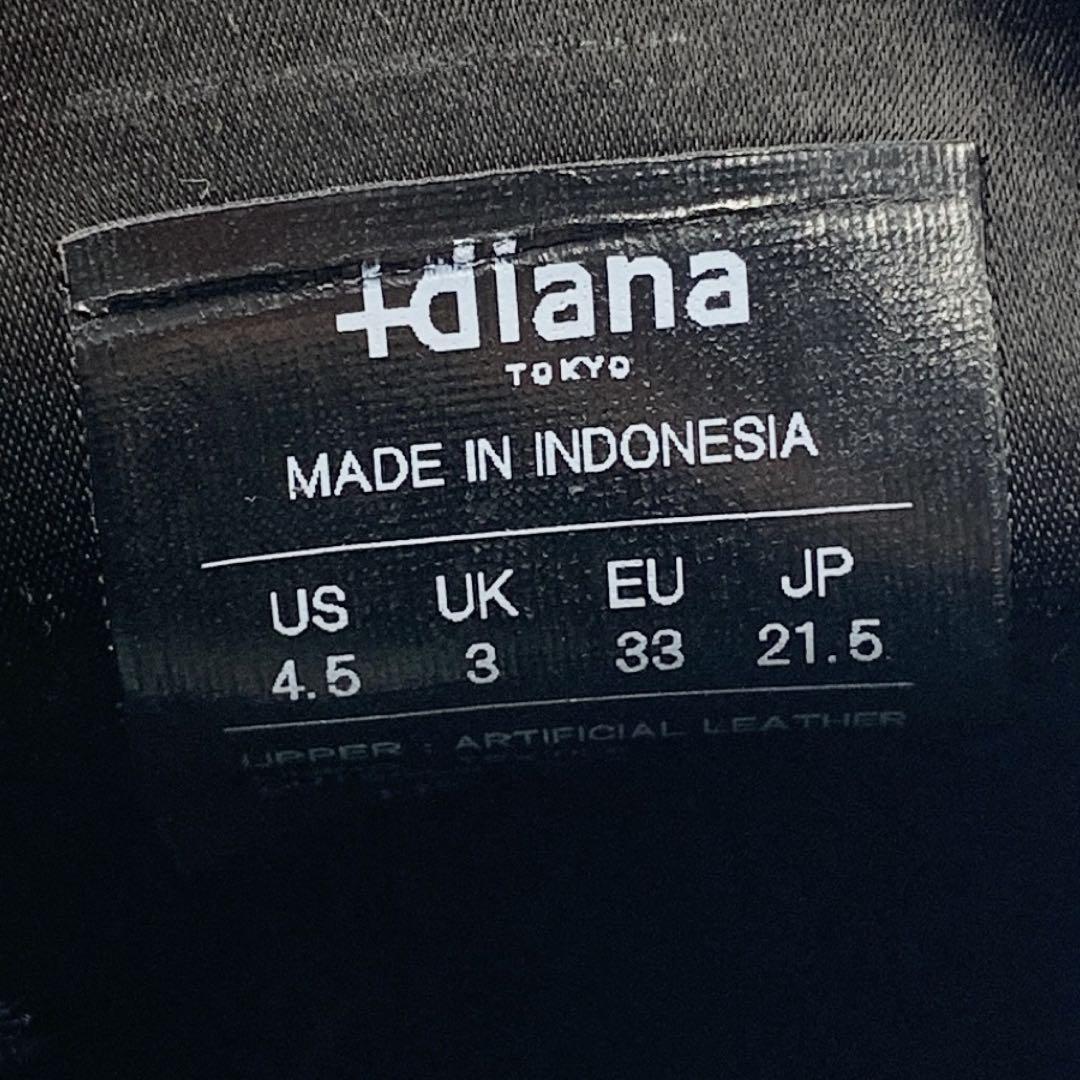 +diana
TOKYO
MADE IN INDONESIA
US UK EU JP
4.5 3 33 21.5
UPPER : ARTIFICIAL LEATHER